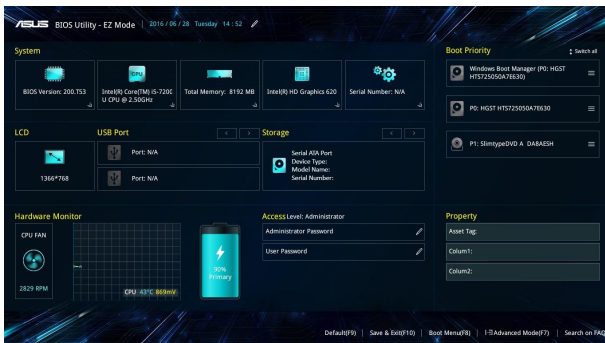 ASUS BIOS Utility - EZ Mode 2016/06/28 Tuesday 14:52
System
BIOS Version: 200.T53
CPU
Intel(R) Core(TM) i5-7200
U CPU @ 2.50GHz
Total Memory: 8192 MB
Intel(R) HD Graphics 620
Serial Number: N/A
LCD
1366*768
USB Port
Port: N/A
Port: N/A
Storage
Serial ATA Port
Device Type:
Model Name:
Serial Number:
Boot Priority
Switch all
Windows Boot Manager (P0: HGST
HTS725050A7E630)
P0: HGST HTS725050A7E630
P1: SlimtypeDVD A DA8AESH
Hardware Monitor
CPU FAN
2829 RPM
CPU 43°C 869mV
90%
Primary
Access Level: Administrator
Administrator Password
User Password
Property
Asset Tag:
Colum1:
Colum2:
Default(F9) | Save & Exit(F10) | Boot Menu(F8) | Advanced Mode(F7) | Search on FAQ